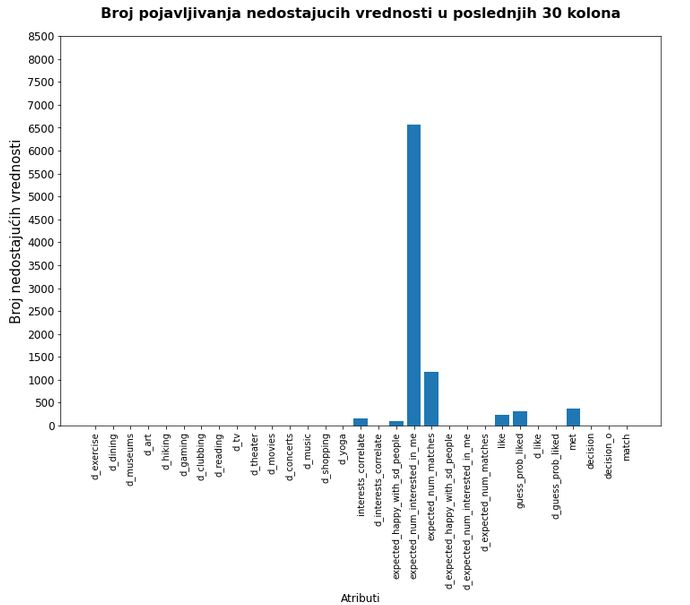 Broj pojavljivanja nedostajucih vrednosti u poslednjih 30 kolona
Broj nedostajućih vrednosti
8500
8000
7500
7000
6500
6000
5500
5000
4500
4000
3500
3000
2500
2000
1500
1000
500
0
d_exercise
d_dining
d_museums
d_art
d_hiking
d_gaming
d_clubbing
d_reading
d_tv
d_theater
d_movies
d_concerts
d_music
d_shopping
d_yoga
interests_correlate
d_interests_correlate
expected_happy_with_sd_people
expected_num_interested_in_me
expected_num_matches
d_expected_happy_with_sd_people
d_expected_num_interested_in_me
d_expected_num_matches
like
guess_prob_liked
d_like
d_guess_prob_liked
met
decision
decision_o
match
Atributi